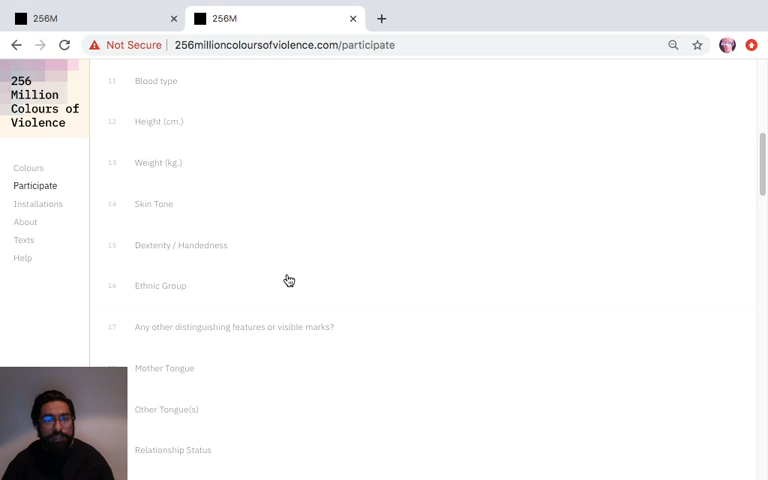 256M
256M
Not Secure
256millioncoloursofviolence.com/participate
256
Million
Colours of
Violence
Colours
Participate
Installations
About
Texts
Help
11 Blood type
12 Height (cm.)
13 Weight (kg.)
14 Skin Tone
15 Dexterity / Handedness
16 Ethnic Group
17 Any other distinguishing features or visible marks?
Mother Tongue
Other Tongue(s)
Relationship Status